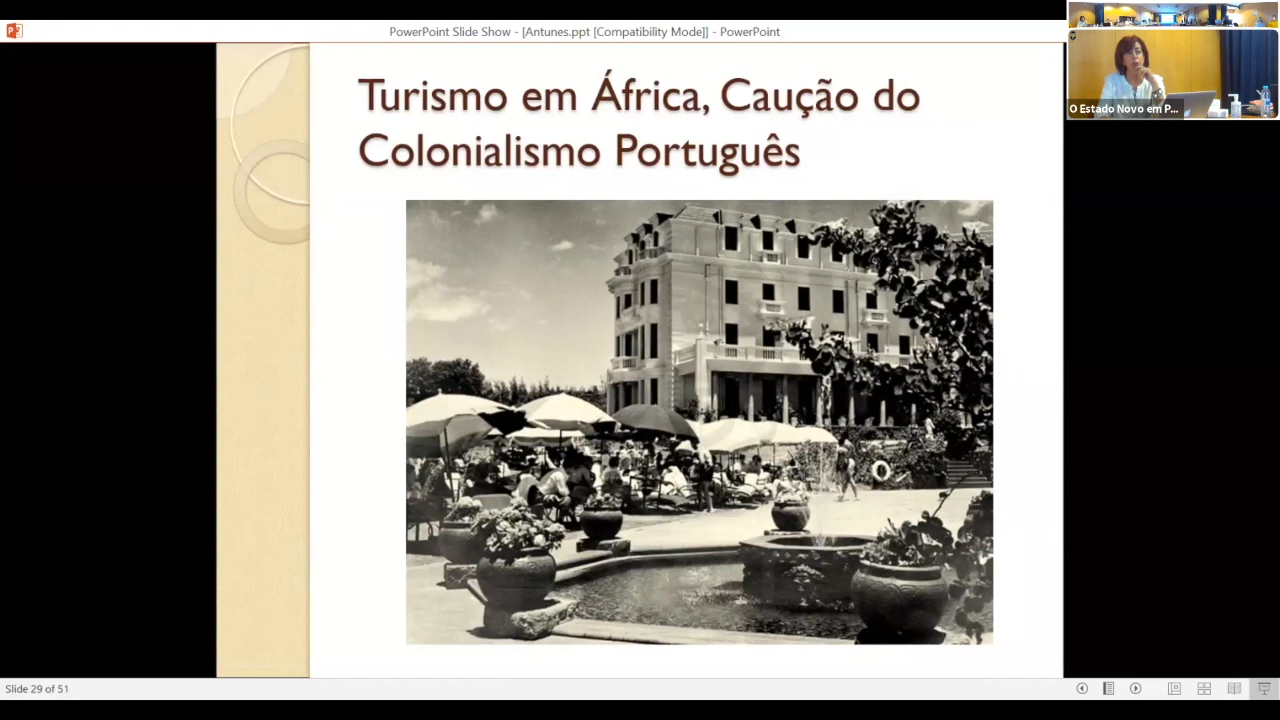 PowerPoint Slide Show - [Antunes.ppt [Compatibility Mode]] - PowerPoint
Turismo em África, Caução do
Colonialismo Português
O Estado Novo em P...
Slide 29 of 51